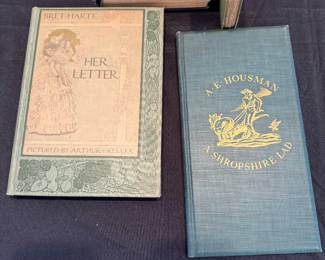 BRET HARTE
HER
LETTER
PICTURED BY ARTHUR I. KELLER
A·E·HOUSMAN
A·SHROPSHIRE·LAD